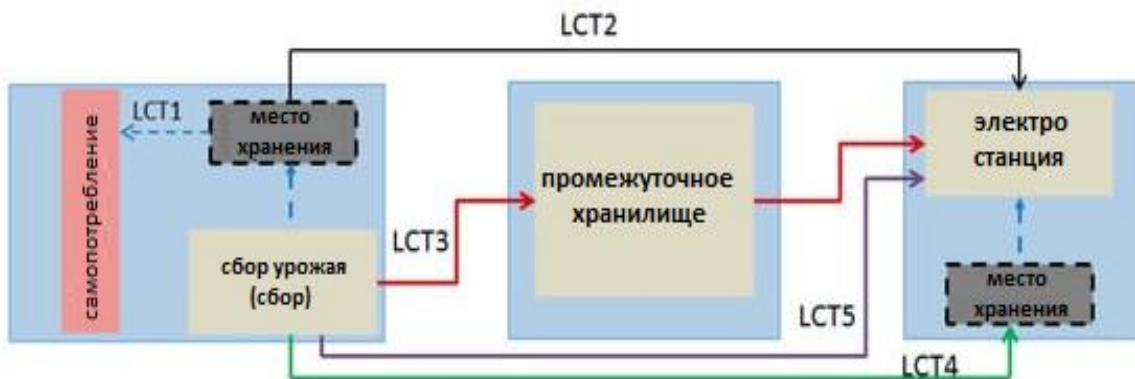 LCT2
самопотребление
LCT1
место
хранения
сбор урожая
(сбор)
LCT3
промежуточное
хранилище
электро
станция
место
хранения
LCT5
LCT4